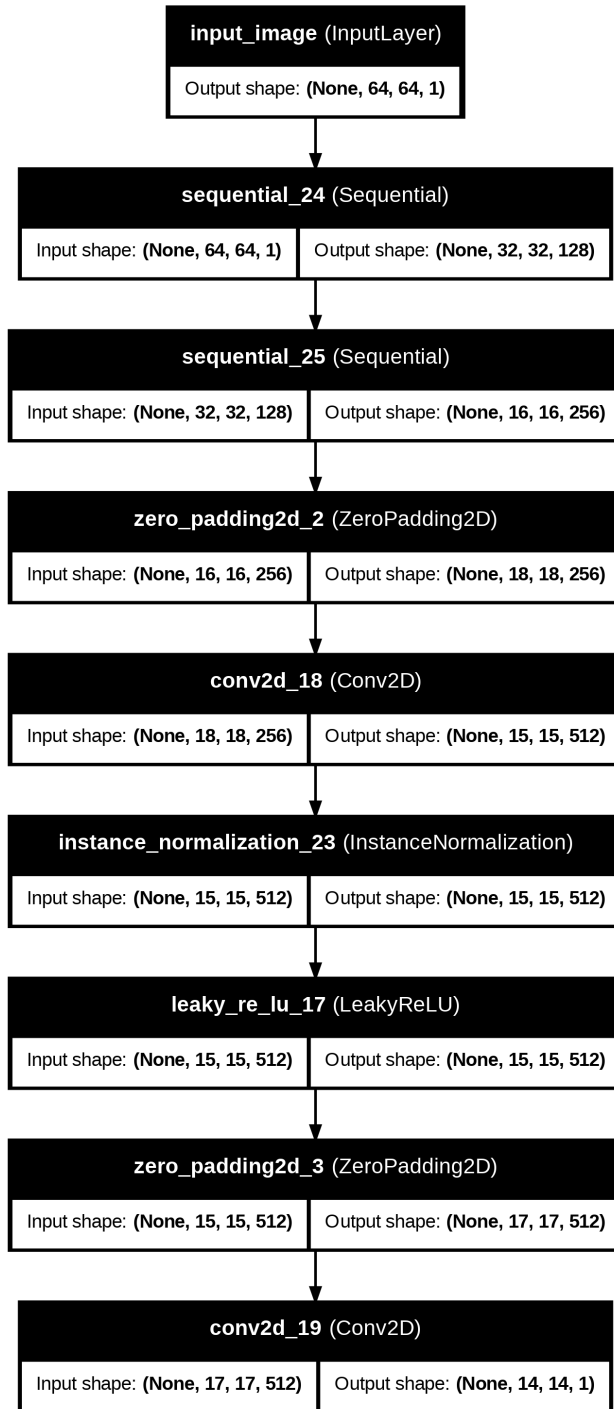 input_image (InputLayer)
Output shape: (None, 64, 64, 1)
sequential_24 (Sequential)
Input shape: (None, 64, 64, 1) Output shape: (None, 32, 32, 128)
sequential_25 (Sequential)
Input shape: (None, 32, 32, 128) Output shape: (None, 16, 16, 256)
zero_padding2d_2 (ZeroPadding2D)
Input shape: (None, 16, 16, 256) Output shape: (None, 18, 18, 256)
conv2d_18 (Conv2D)
Input shape: (None, 18, 18, 256) Output shape: (None, 15, 15, 512)
instance_normalization_23 (InstanceNormalization)
Input shape: (None, 15, 15, 512) Output shape: (None, 15, 15, 512)
leaky_re_lu_17 (LeakyReLU)
Input shape: (None, 15, 15, 512) Output shape: (None, 15, 15, 512)
zero_padding2d_3 (ZeroPadding2D)
Input shape: (None, 15, 15, 512) Output shape: (None, 17, 17, 512)
conv2d_19 (Conv2D)
Input shape: (None, 17, 17, 512) Output shape: (None, 14, 14, 1)